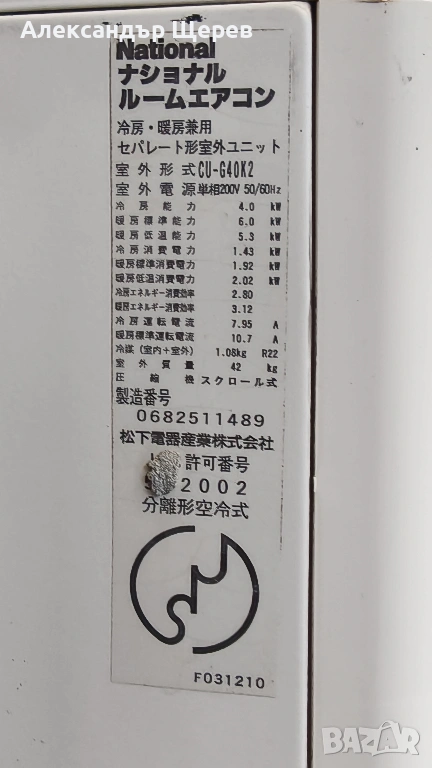 Александър Щерев
National
ナショナル
ルームエアコン
冷房・暖房兼用
セパレート形室外ユニット
室外形式 CU-G40K2
室外電源 単相200V 50/60Hz
冷房能力 4.0 kW
暖房標準能力 6.0 kW
暖房低温能力 5.3 kW
冷房消費電力 1.43 kW
暖房標準消費電力 1.92 kW
暖房低温消費電力 2.02 kW
冷房エネルギー消費効率 2.80
暖房エネルギー消費効率 3.12
冷房運転電流 7.95 A
暖房標準運転電流 10.7 A
冷媒(室内+室外) 1.08kg R22
室外質量 42 kg
圧縮機 スクロール式
製造番号
0682511489
松下電器産業株式会社
許可番号
2002
分離形空冷式
F031210
BAZAR